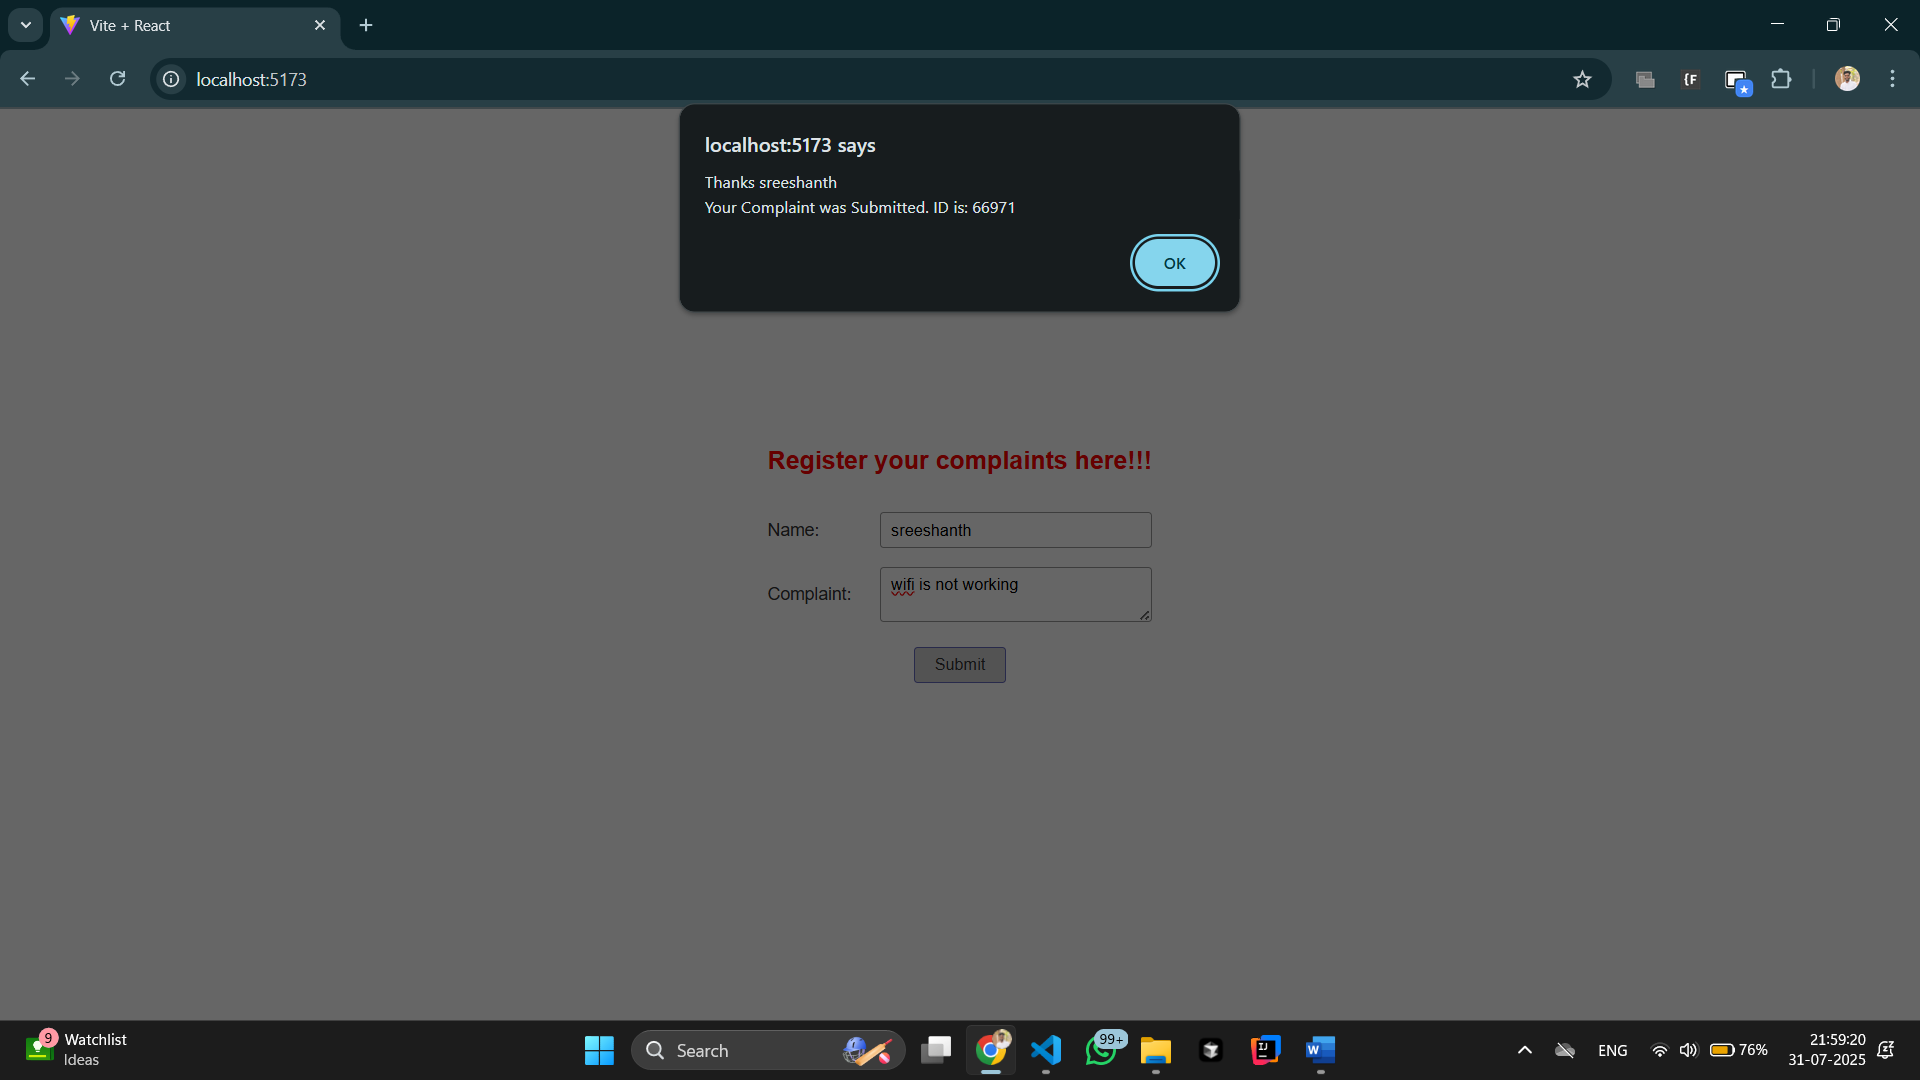 Vite + React
localhost:5173
{F
localhost:5173 says
Thanks sreeshanth
Your Complaint was Submitted. ID is: 66971
OK
Register your complaints here!!!
Name:
sreeshanth
Complaint:
wifi is not working
Submit
9
Watchlist
Ideas
Search
99+
IJ
W
ENG
76%
21:59:20
31-07-2025